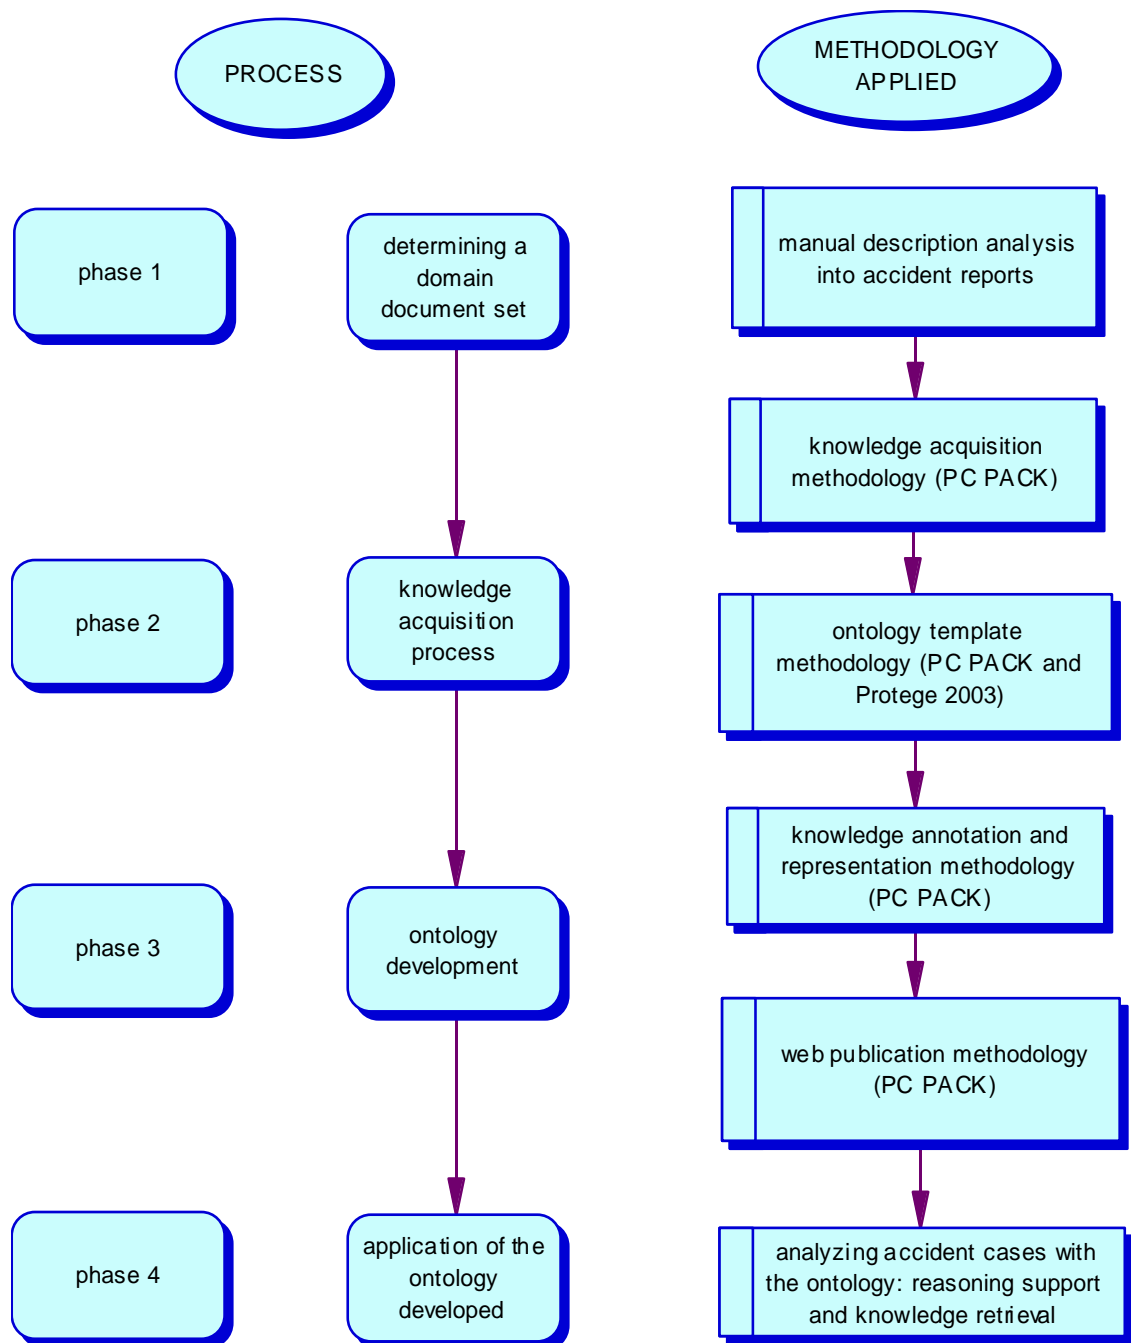 PROCESS
METHODOLOGY
APPLIED
phase 1
determining a
domain
document set
manual description analysis
into accident reports
knowledge acquisition
methodology (PC PACK)
phase 2
knowledge
acquisition
process
ontology template
methodology (PC PACK and
Protege 2003)
knowledge annotation and
representation methodology
(PC PACK)
phase 3
ontology
development
web publication methodology
(PC PACK)
phase 4
application of the
ontology
developed
analyzing accident cases with
the ontology: reasoning support
and knowledge retrieval